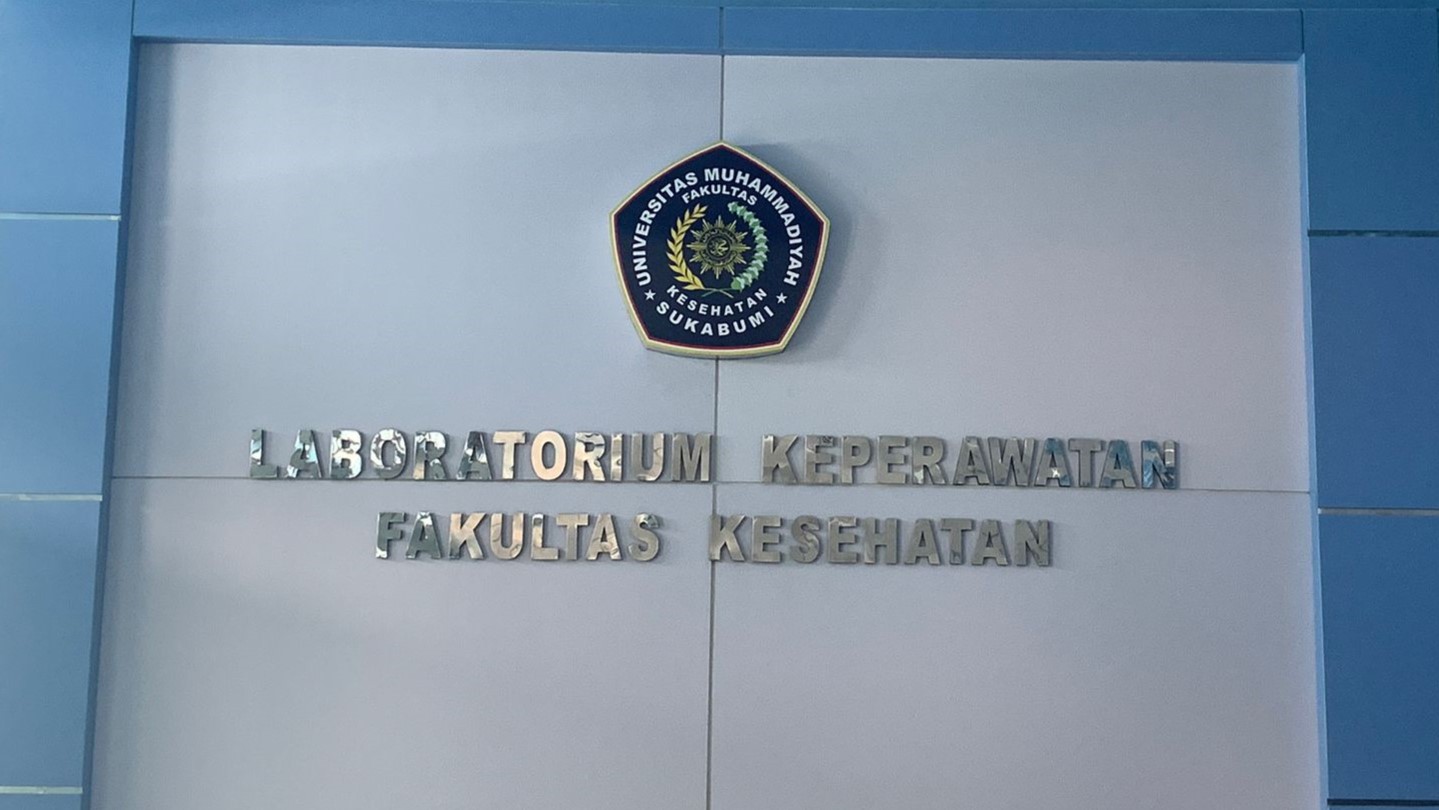 UNIVERSITAS MUHAMMADIYAH
FAKULTAS
KESEHATAN
SUKABUMI
LABORATORIUM KEPERAWATAN
FAKULTAS KESEHATAN